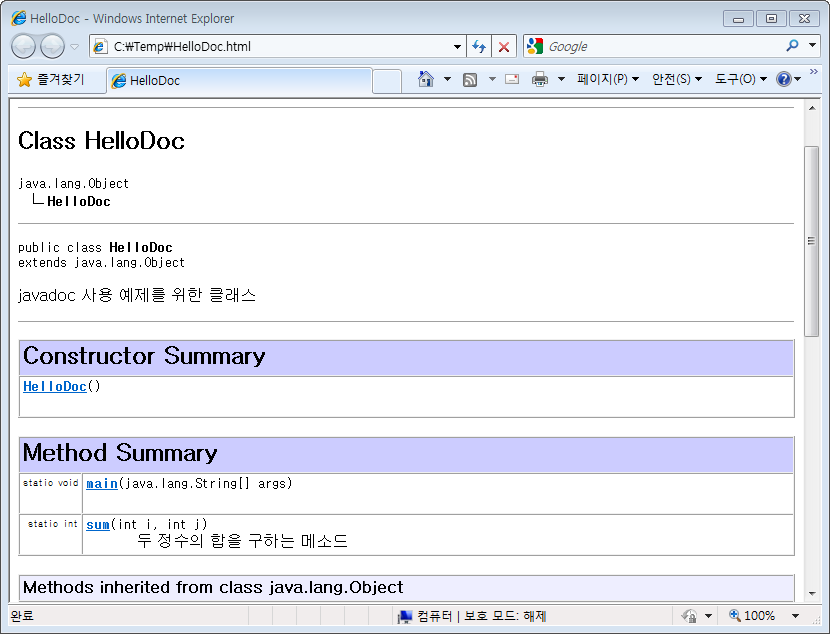 HelloDoc - Windows Internet Explorer
C:₩Temp₩HelloDoc.html
Google
즐겨찾기
HelloDoc
페이지(P)
안전(S)
도구(O)
Class HelloDoc
java.lang.Object
HelloDoc
public class HelloDoc
extends java.lang.Object
javadoc 사용 예제를 위한 클래스
Constructor Summary
HelloDoc()
Method Summary
static void main(java.lang.String[] args)
static int sum(int i, int j)
두 정수의 합을 구하는 메소드
Methods inherited from class java.lang.Object
완료
컴퓨터 | 보호 모드: 해제
100%